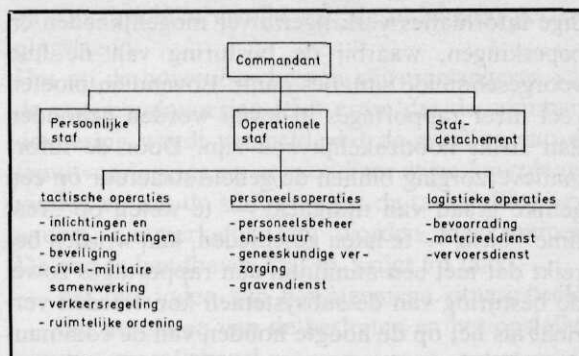 Commandant
Persoonlijke
staf
Operationele
staf
Staf-
detachement
tactische operaties
- inlichtingen en
contra-inlichtingen
- beveiliging
- civiel-militaire
samenwerking
- verkeersregeling
- ruimtelijke ordening
personeelsoperaties
- personeelsbeheer
en-bestuur
- geneeskundige ver-
zorging
- gravendienst
logistieke operaties
- bevoorrading
- materieeldienst
- vervoersdienst